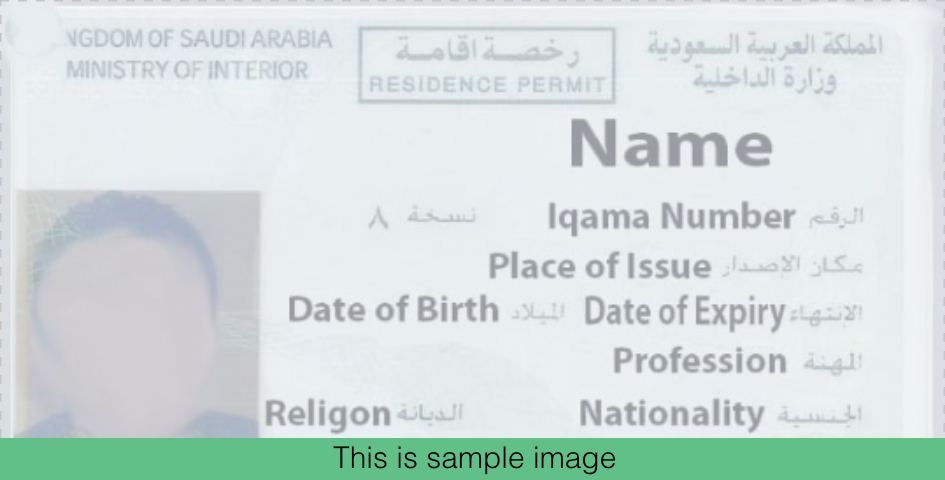 NGDOM OF SAUDI ARABIA
MINISTRY OF INTERIOR
رخصة اقامة
RESIDENCE PERMIT
المملكة العربية السعودية
وزارة الداخلية
Name
الرقم Iqama Number نسخة ٨
مكان الاصدار Place of Issue
الإنتهاء Date of Expiry الميلاد Date of Birth
المهنة Profession
الجنسية Nationality الديانة Religon
This is sample image